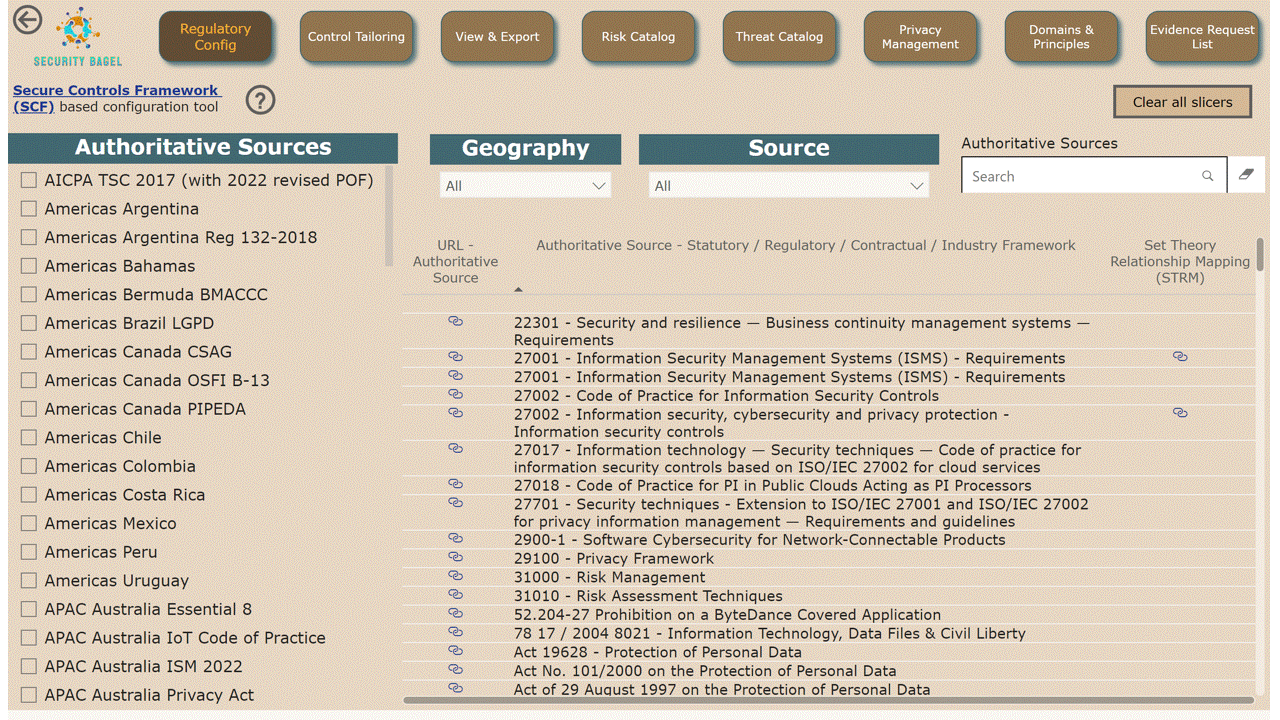 Regulatory
Config
Control Tailoring
View & Export
Risk Catalog
Threat Catalog
Privacy
Management
Domains &
Principles
Evidence Request
List
SECURITY BAGEL
Secure Controls Framework
(SCF) based configuration tool
?
Clear all slicers
Authoritative Sources
AICPA TSC 2017 (with 2022 revised POF)
Americas Argentina
Americas Argentina Reg 132-2018
Americas Bahamas
Americas Bermuda BMACCC
Americas Brazil LGPD
Americas Canada CSAG
Americas Canada OSFI B-13
Americas Canada PIPEDA
Americas Chile
Americas Colombia
Americas Costa Rica
Americas Mexico
Americas Peru
Americas Uruguay
APAC Australia Essential 8
APAC Australia IoT Code of Practice
APAC Australia ISM 2022
APAC Australia Privacy Act
Geography
All
Source
All
Authoritative Sources
Search
URL -
Authoritative
Source
Authoritative Source - Statutory / Regulatory / Contractual / Industry Framework
Set Theory
Relationship Mapping
(STRM)
22301 - Security and resilience — Business continuity management systems —
Requirements
27001 - Information Security Management Systems (ISMS) - Requirements
27001 - Information Security Management Systems (ISMS) - Requirements
27002 - Code of Practice for Information Security Controls
27002 - Information security, cybersecurity and privacy protection -
Information security controls
27017 - Information technology — Security techniques — Code of practice for
information security controls based on ISO/IEC 27002 for cloud services
27018 - Code of Practice for PI in Public Clouds Acting as PI Processors
27701 - Security techniques - Extension to ISO/IEC 27001 and ISO/IEC 27002
for privacy information management — Requirements and guidelines
2900-1 - Software Cybersecurity for Network-Connectable Products
29100 - Privacy Framework
31000 - Risk Management
31010 - Risk Assessment Techniques
52.204-27 Prohibition on a ByteDance Covered Application
78 17 / 2004 8021 - Information Technology, Data Files & Civil Liberty
Act 19628 - Protection of Personal Data
Act No. 101/2000 on the Protection of Personal Data
Act of 29 August 1997 on the Protection of Personal Data